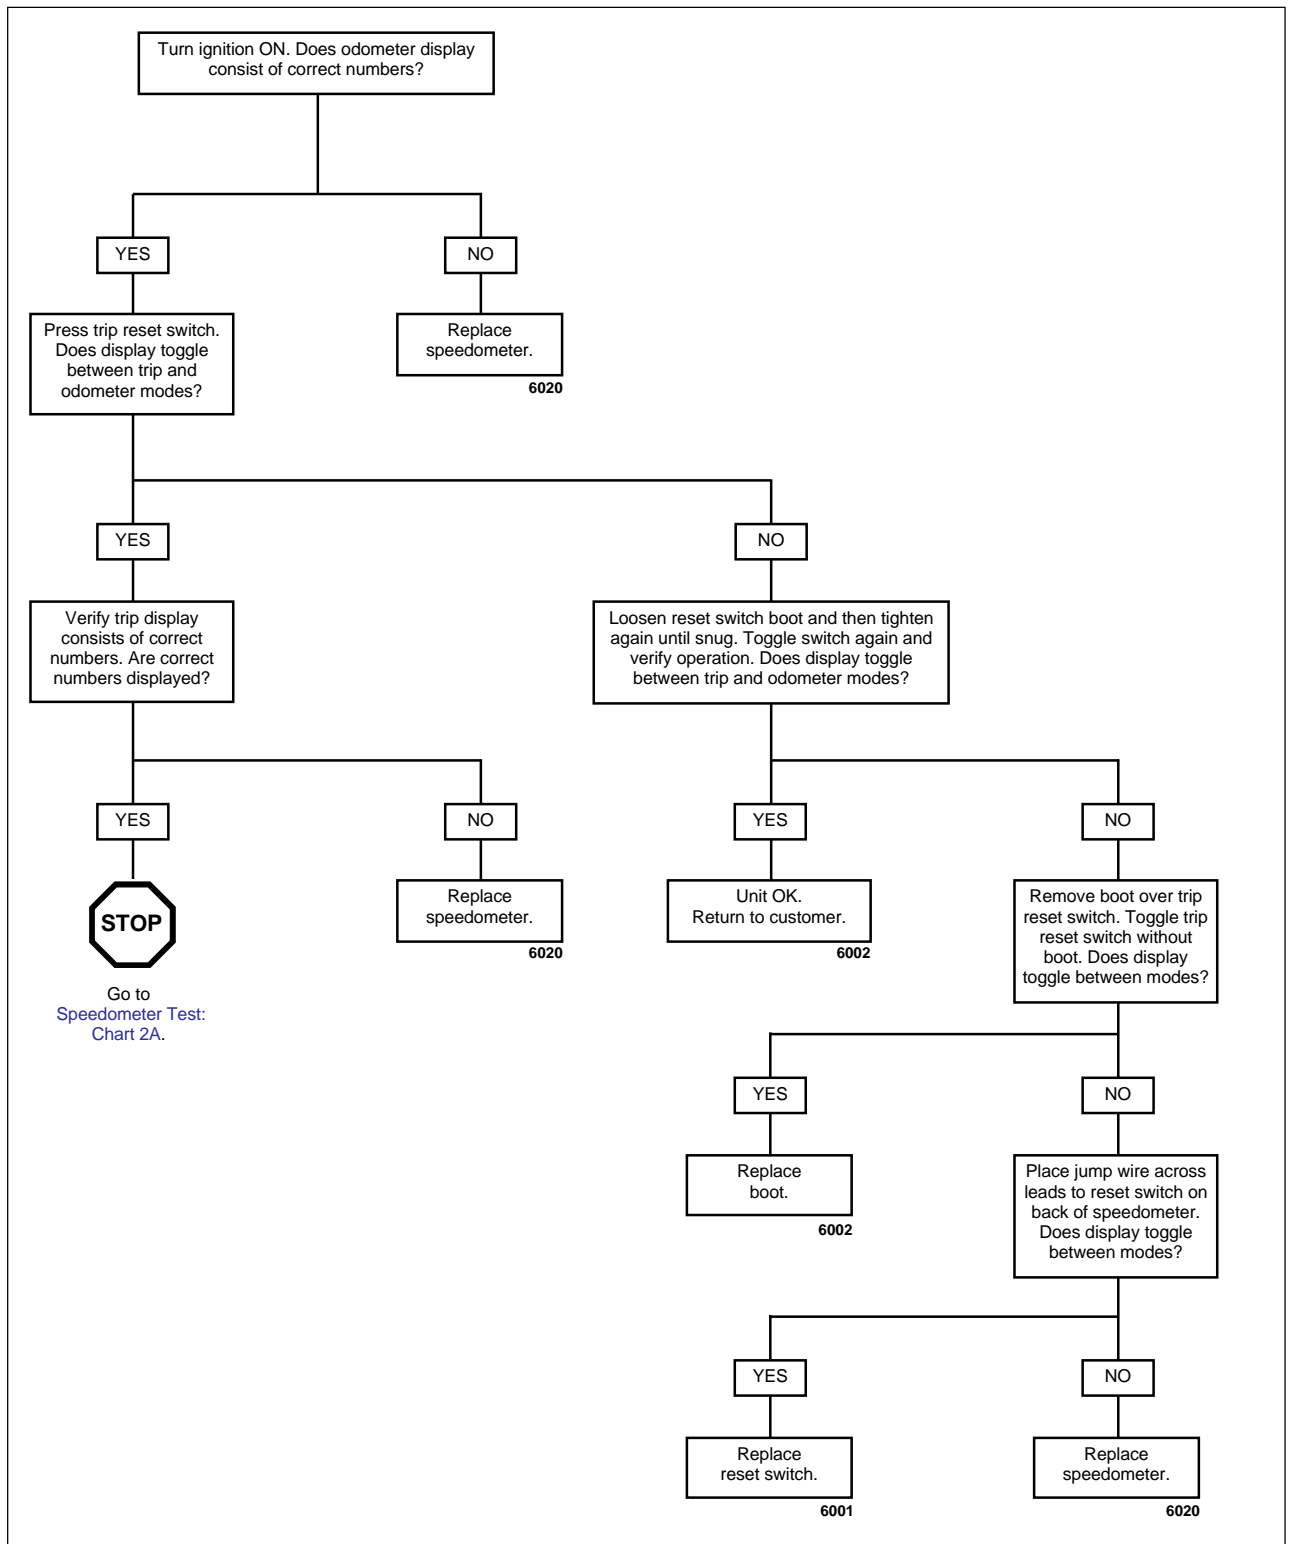 Turn ignition ON. Does odometer display
consist of correct numbers?
YES
NO
Press trip reset switch.
Does display toggle
between trip and
odometer modes?
Replace
speedometer.
6020
YES
NO
Verify trip display
consists of correct
numbers. Are correct
numbers displayed?
Loosen reset switch boot and then tighten
again until snug. Toggle switch again and
verify operation. Does display toggle
between trip and odometer modes?
YES
NO
YES
NO
STOP
Go to
Speedometer Test:
Chart 2A.
Replace
speedometer.
6020
Unit OK.
Return to customer.
6002
Remove boot over trip
reset switch. Toggle trip
reset switch without
boot. Does display
toggle between modes?
YES
NO
Replace
boot.
6002
Place jump wire across
leads to reset switch on
back of speedometer.
Does display toggle
between modes?
YES
NO
Replace
reset switch.
6001
Replace
speedometer.
6020